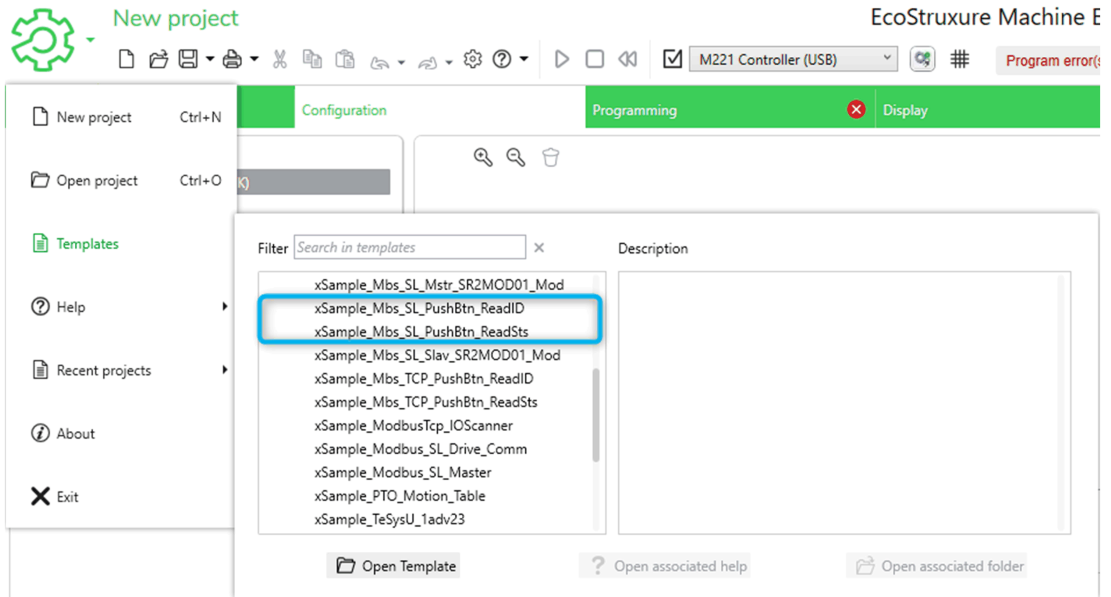 New project
EcoStruxure Machine E
M221 Controller (USB)
Program error(s
Configuration
Programming
Display
New project Ctrl+N
Open project Ctrl+O
K)
Templates
Help
Recent projects
About
Exit
Filter Search in templates
Description
xSample_Mbs_SL_Mstr_SR2MOD01_Mod
xSample_Mbs_SL_PushBtn_ReadID
xSample_Mbs_SL_PushBtn_ReadSts
xSample_Mbs_SL_Slav_SR2MOD01_Mod
xSample_Mbs_TCP_PushBtn_ReadID
xSample_Mbs_TCP_PushBtn_ReadSts
xSample_ModbusTcp_IOScanner
xSample_Modbus_SL_Drive_Comm
xSample_Modbus_SL_Master
xSample_PTO_Motion_Table
xSample_TeSysU_1adv23
Open Template
Open associated help
Open associated folder